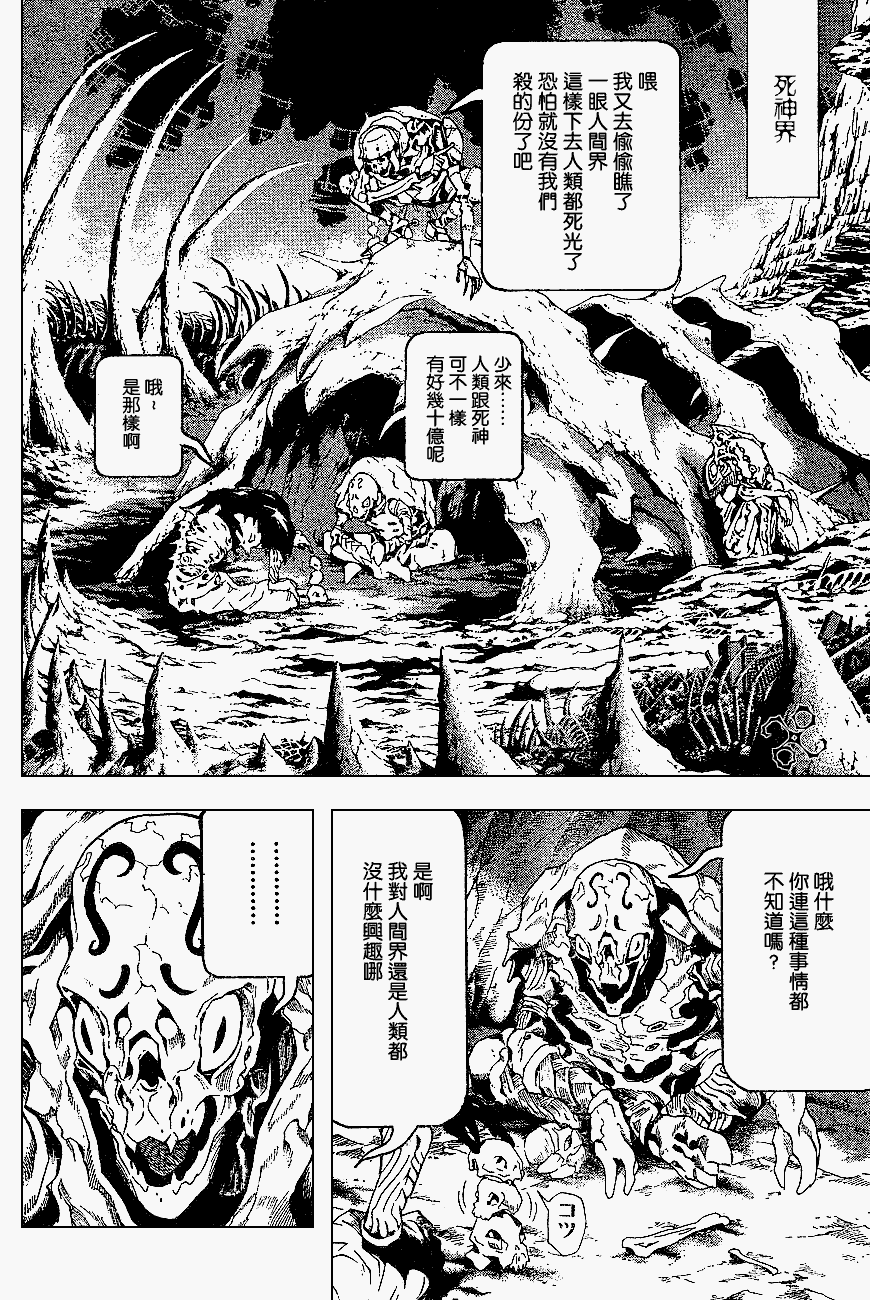 死神界
喂
我又去偷偷瞧了
一眼人間界
這樣下去人類都死光了
恐怕就沒有我們
殺的份了吧
少來……
人類跟死神
可不一樣
有好幾十億呢
哦~
是那樣啊
哦什麼
你連這種事情都
不知道嗎？
是啊
我對人間界還是人類都
沒什麼興趣哪
コツ
………